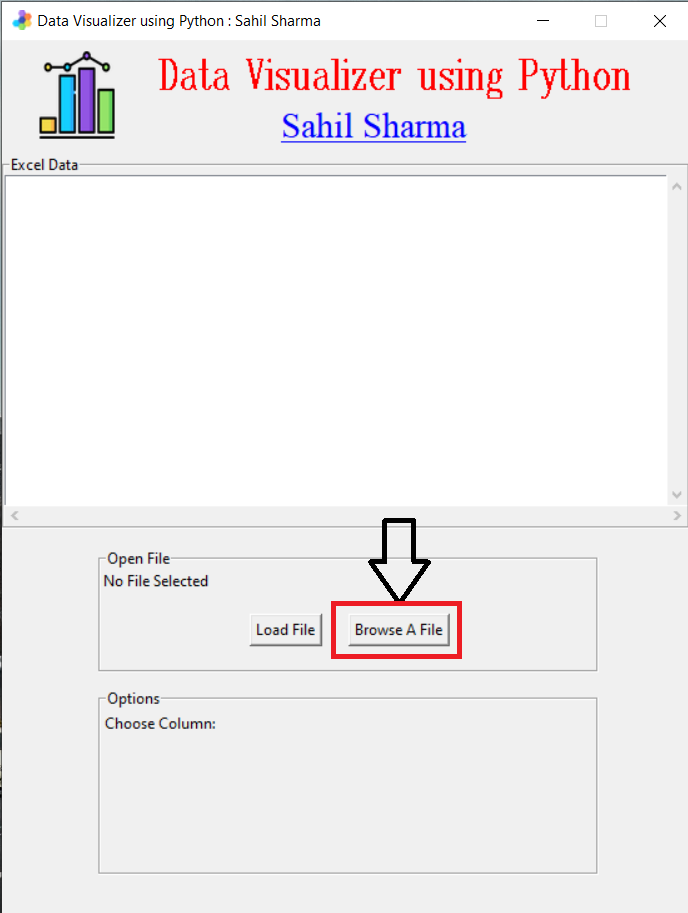 Data Visualizer using Python : Sahil Sharma
Data Visualizer using Python
Sahil Sharma
Excel Data
Open File
No File Selected
Load File
Browse A File
Options
Choose Column: